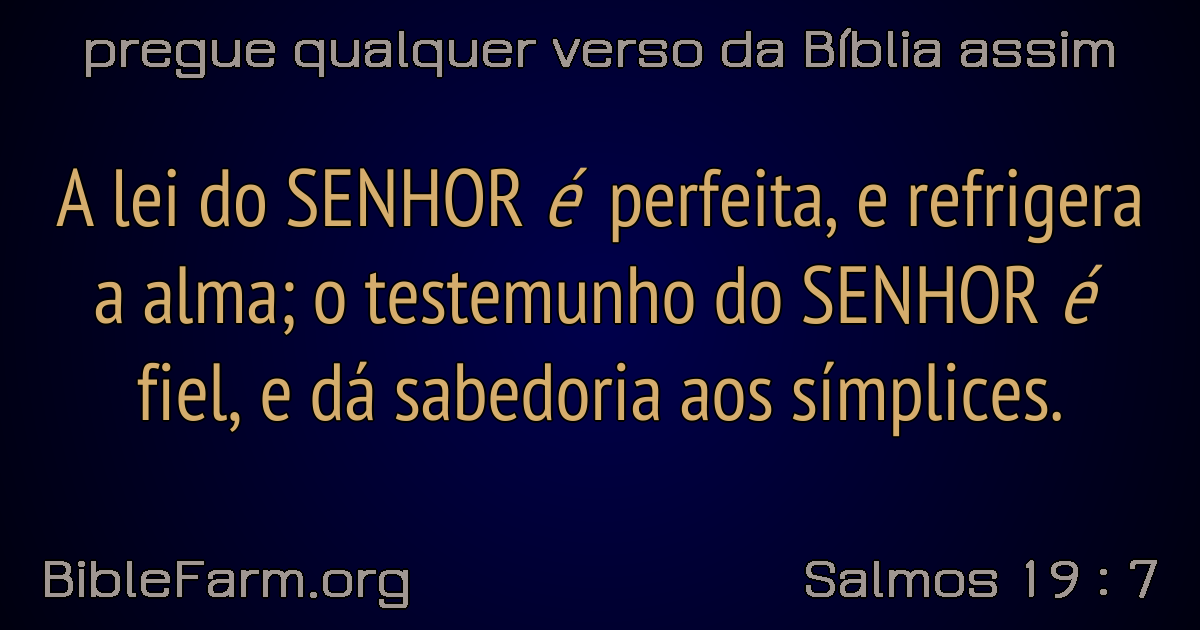 pregue qualquer verso da Bíblia assim
A lei do SENHOR é perfeita, e refrigera
a alma; o testemunho do SENHOR é
fiel, e dá sabedoria aos símplices.
BibleFarm.org
Salmos 19 : 7